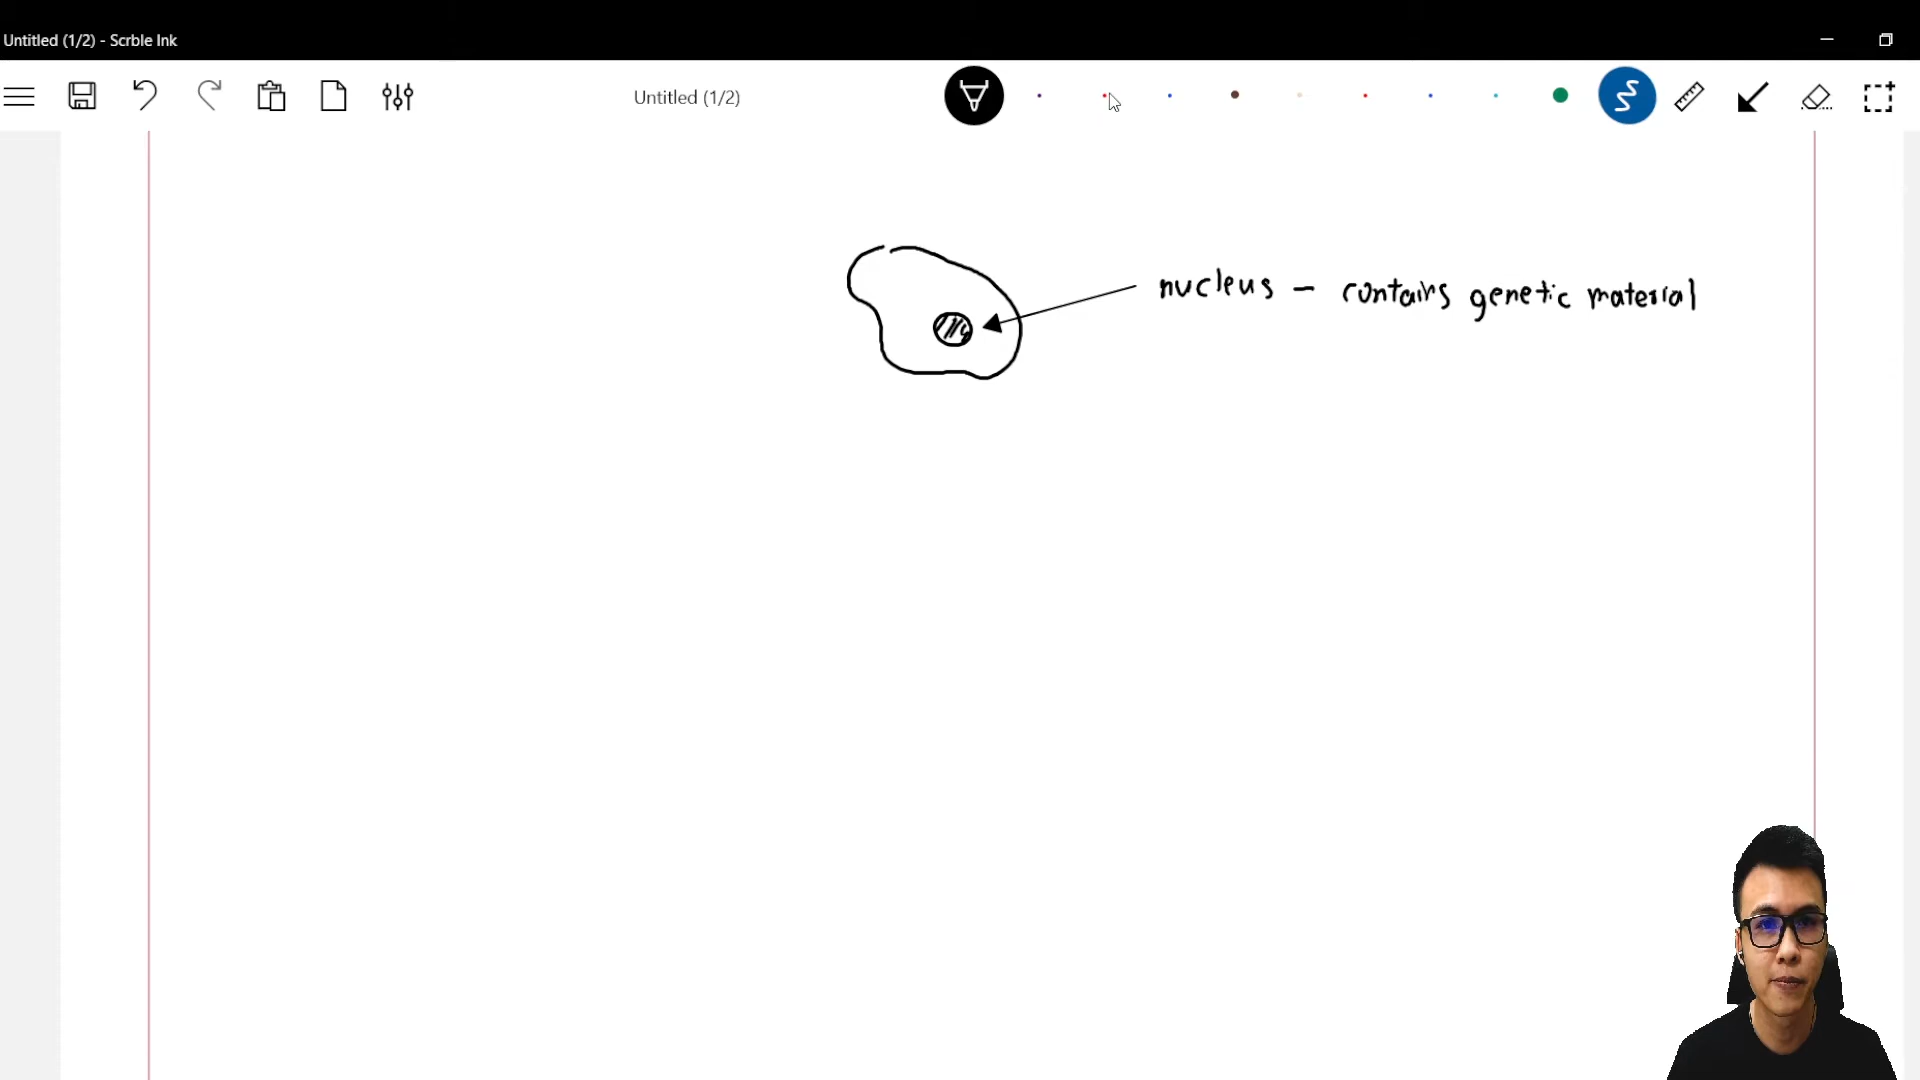 Untitled (1/2) - Scrble Ink
Untitled (1/2)
nucleus - contains genetic material